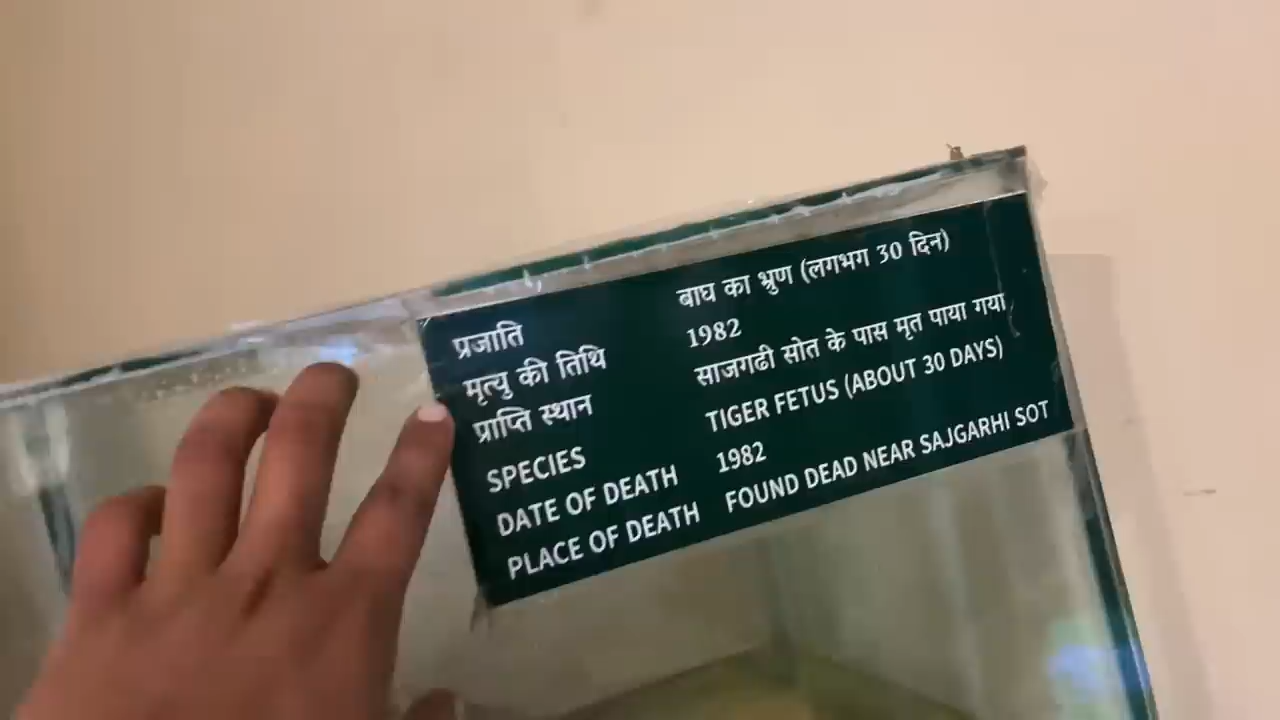 प्रजाति बाघ का भ्रुण (लगभग 30 दिन)
मृत्यु की तिथि 1982
प्राप्ति स्थान साजगढी सोत के पास मृत पाया गया
SPECIES TIGER FETUS (ABOUT 30 DAYS)
DATE OF DEATH 1982
PLACE OF DEATH FOUND DEAD NEAR SAJGARHI SOT